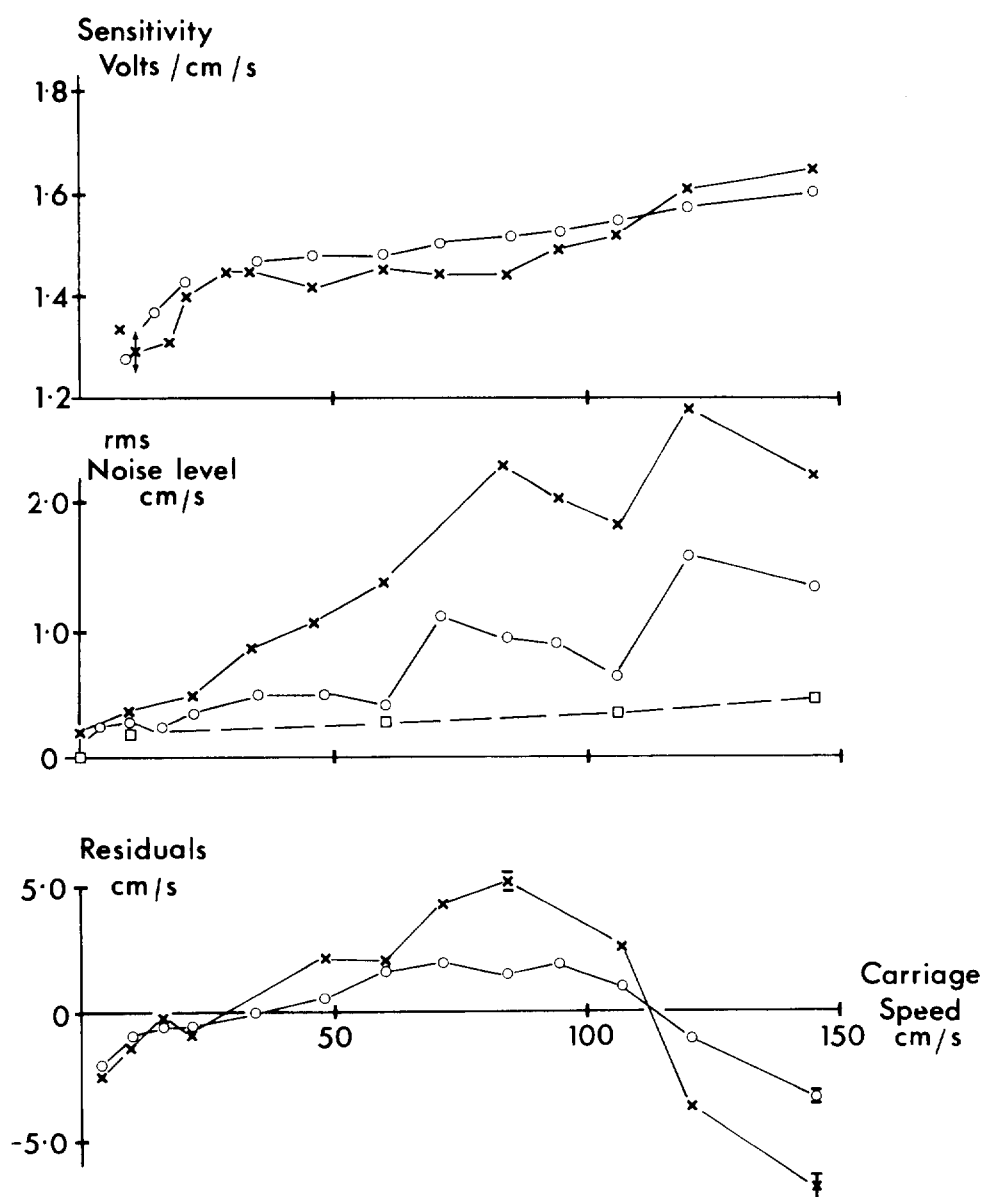 Sensitivity
Volts /cm /s
1·8
1·6
1·4
1·2
rms
Noise level
cm/s
2·0
1·0
0
Residuals
cm/s
5·0
0
-5·0
50
100
150
Carriage
Speed
cm/s